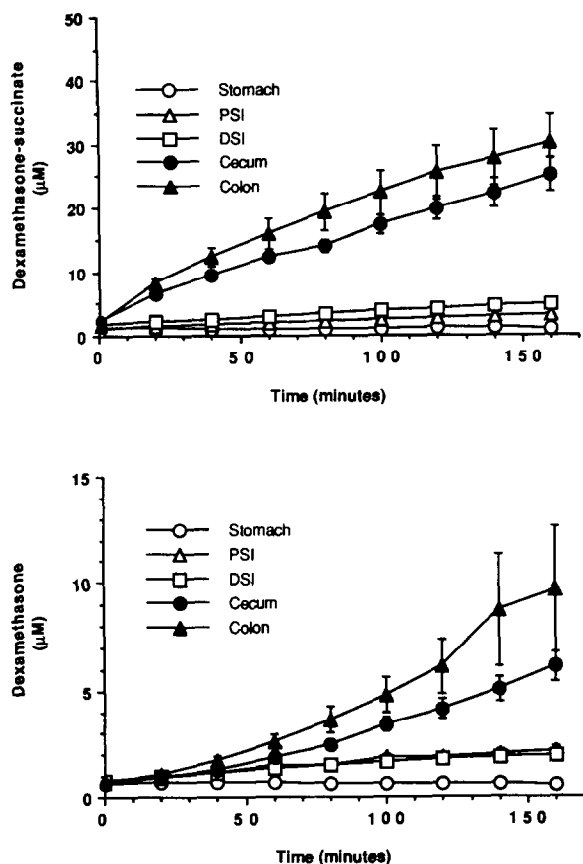 50
40
30
20
10
0
Dexamethasone-succinate
(μM)
Stomach
PSI
DSI
Cecum
Colon
0
50
100
150
Time (minutes)
15
10
5
0
Dexamethasone
(μM)
Stomach
PSI
DSI
Cecum
Colon
0
50
100
150
Time (minutes)